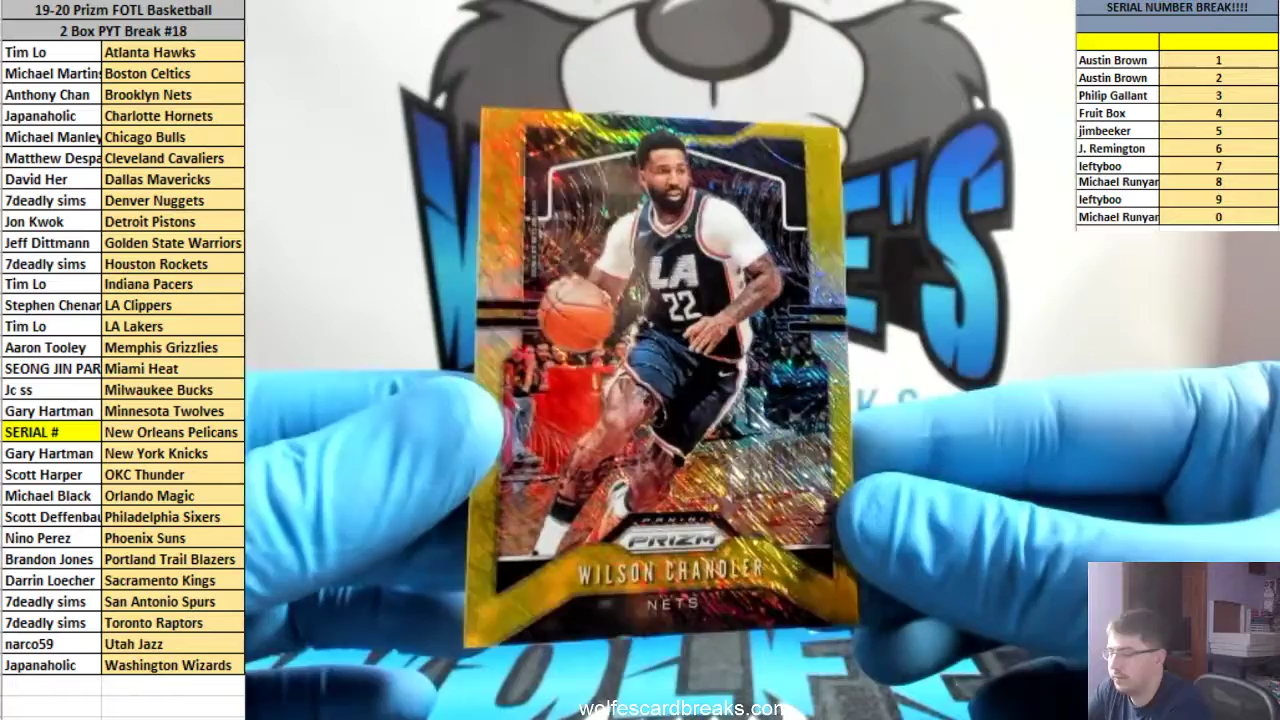 19-20 Prizm FOTL Basketball
2 Box PYT Break #18
Tim Lo Atlanta Hawks
Michael Martins Boston Celtics
Anthony Chan Brooklyn Nets
Japanaholic Charlotte Hornets
Michael Manley Chicago Bulls
Matthew Despa Cleveland Cavaliers
David Her Dallas Mavericks
7deadly sims Denver Nuggets
Jon Kwok Detroit Pistons
Jeff Dittmann Golden State Warriors
7deadly sims Houston Rockets
Tim Lo Indiana Pacers
Stephen Chenar LA Clippers
Tim Lo LA Lakers
Aaron Tooley Memphis Grizzlies
SEONG JIN PAR Miami Heat
Jc ss Milwaukee Bucks
Gary Hartman Minnesota Twolves
SERIAL # New Orleans Pelicans
Gary Hartman New York Knicks
Scott Harper OKC Thunder
Michael Black Orlando Magic
Scott Deffenbau Philadelphia Sixers
Nino Perez Phoenix Suns
Brandon Jones Portland Trail Blazers
Darrin Loecher Sacramento Kings
7deadly sims San Antonio Spurs
7deadly sims Toronto Raptors
narco59 Utah Jazz
Japanaholic Washington Wizards
SERIAL NUMBER BREAK!!!!
Austin Brown 1
Austin Brown 2
Philip Gallant 3
Fruit Box 4
jimbeeker 5
J. Remington 6
leftyboo 7
Michael Runyar 8
leftyboo 9
Michael Runyar 0
LA
22
PANINI
PRIZM
WILSON CHANDLER
NETS
wolfescardbreaks.com